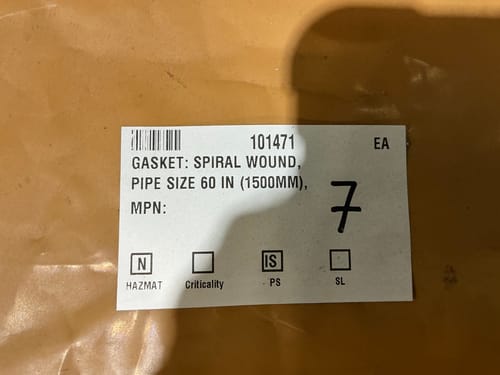 101471 EA
GASKET: SPIRAL WOUND,
PIPE SIZE 60 IN (1500MM),
MPN:
7
N IS
HAZMAT Criticality PS SL